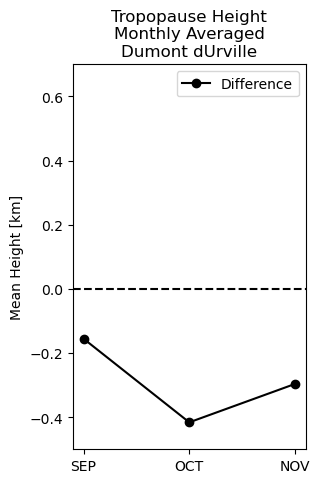 Tropopause Height
Monthly Averaged
Dumont dUrville
Difference
Mean Height [km]
0.6
0.4
0.2
0.0
−0.2
−0.4
SEP OCT NOV